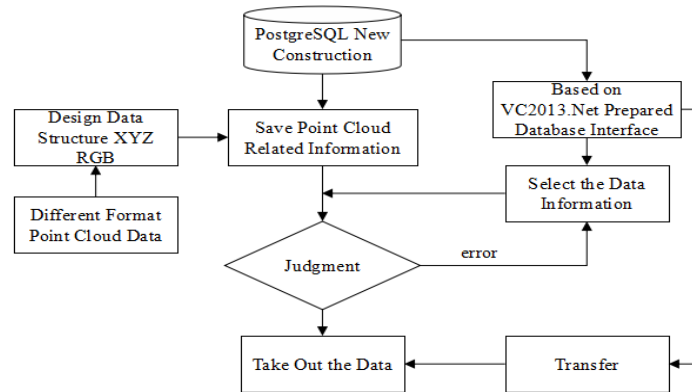 PostgreSQL New
Construction
Based on
VC2013.Net Prepared
Database Interface
Design Data
Structure XYZ
RGB
Save Point Cloud
Related Information
Select the Data
Information
Different Format
Point Cloud Data
Judgment
error
Take Out the Data
Transfer